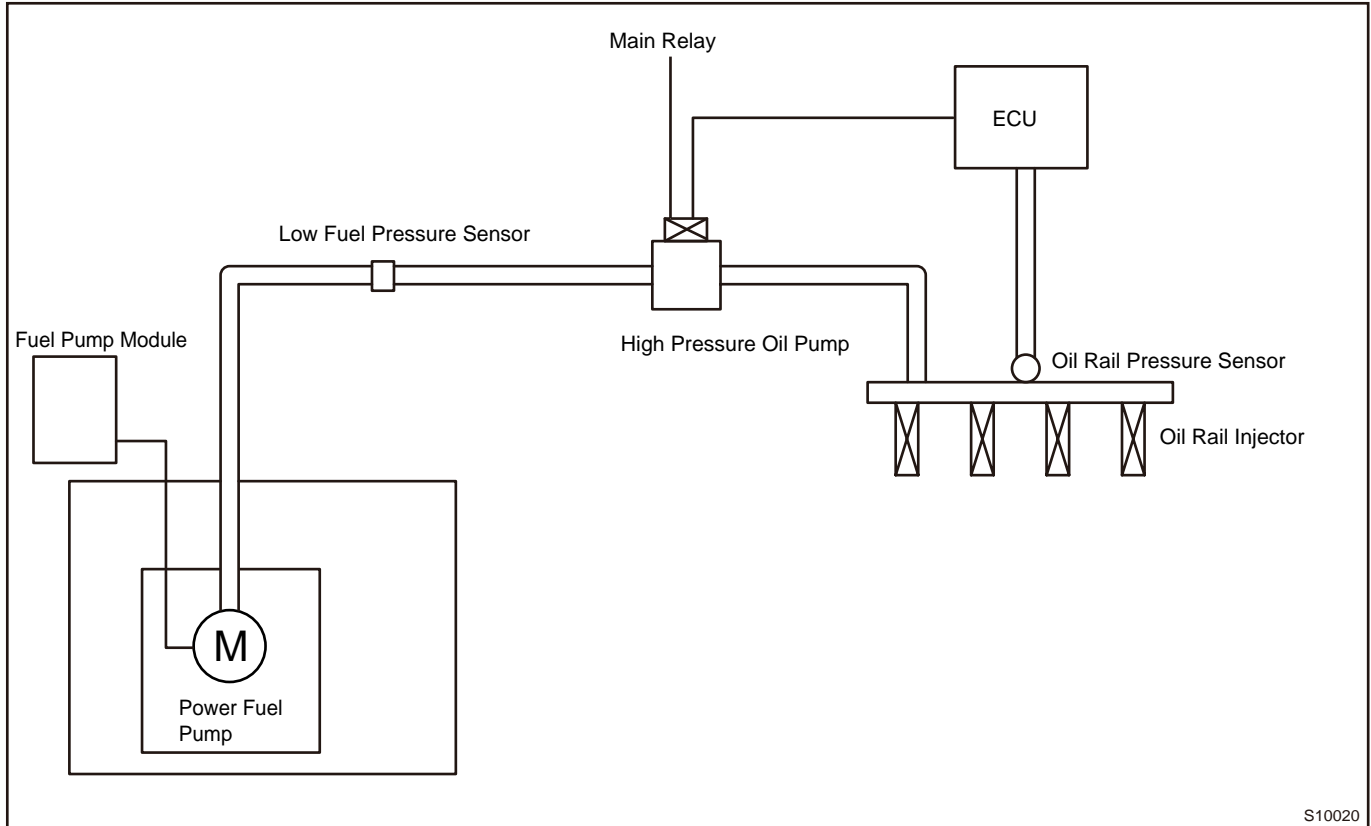 Main Relay
ECU
Low Fuel Pressure Sensor
Fuel Pump Module
High Pressure Oil Pump
Oil Rail Pressure Sensor
Oil Rail Injector
M
Power Fuel
Pump
S10020